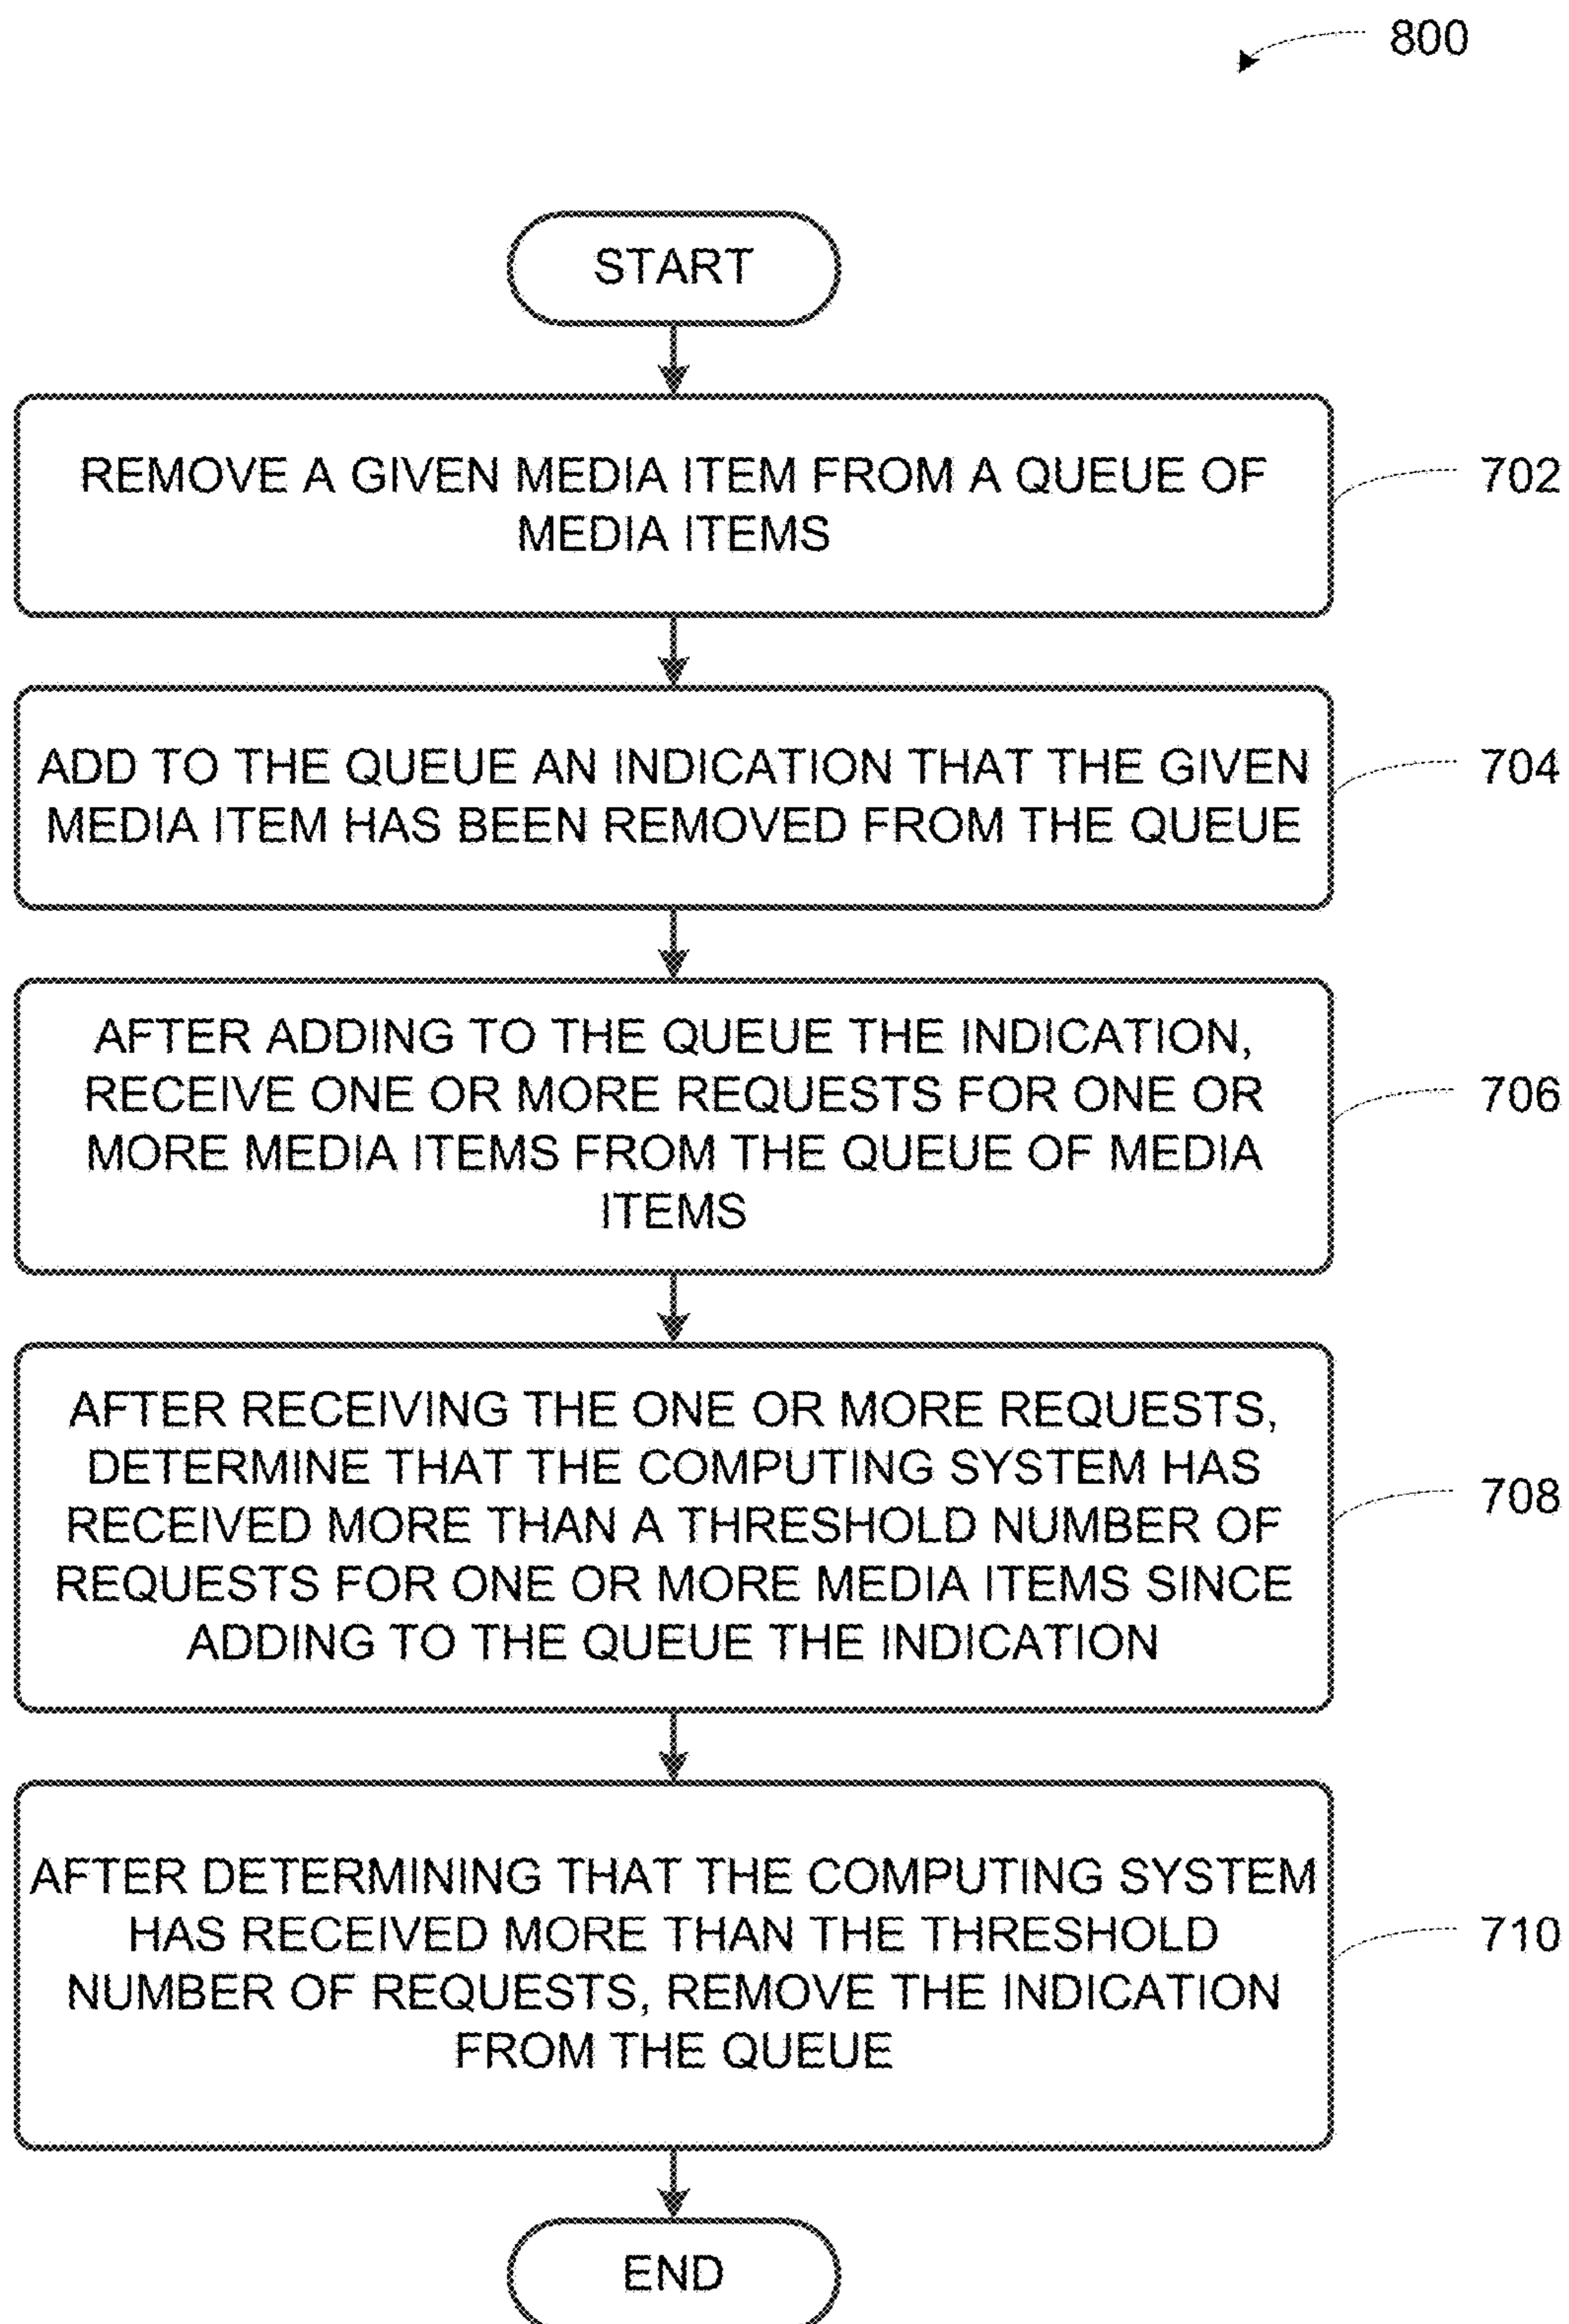 800
START
REMOVE A GIVEN MEDIA ITEM FROM A QUEUE OF
MEDIA ITEMS
702
ADD TO THE QUEUE AN INDICATION THAT THE GIVEN
MEDIA ITEM HAS BEEN REMOVED FROM THE QUEUE
704
AFTER ADDING TO THE QUEUE THE INDICATION,
RECEIVE ONE OR MORE REQUESTS FOR ONE OR
MORE MEDIA ITEMS FROM THE QUEUE OF MEDIA
ITEMS
706
AFTER RECEIVING THE ONE OR MORE REQUESTS,
DETERMINE THAT THE COMPUTING SYSTEM HAS
RECEIVED MORE THAN A THRESHOLD NUMBER OF
REQUESTS FOR ONE OR MORE MEDIA ITEMS SINCE
ADDING TO THE QUEUE THE INDICATION
708
AFTER DETERMINING THAT THE COMPUTING SYSTEM
HAS RECEIVED MORE THAN THE THRESHOLD
NUMBER OF REQUESTS, REMOVE THE INDICATION
FROM THE QUEUE
710
END